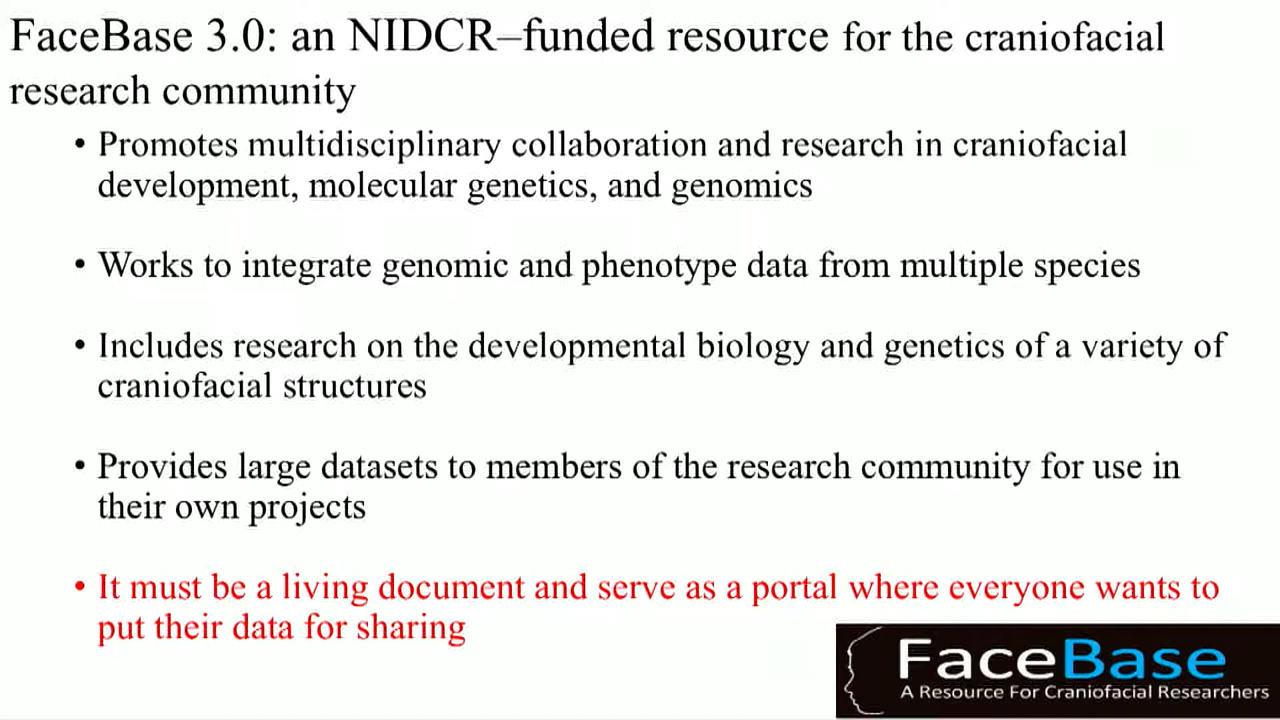 FaceBase 3.0: an NIDCR–funded resource for the craniofacial
research community
• Promotes multidisciplinary collaboration and research in craniofacial
development, molecular genetics, and genomics
• Works to integrate genomic and phenotype data from multiple species
• Includes research on the developmental biology and genetics of a variety of
craniofacial structures
• Provides large datasets to members of the research community for use in
their own projects
• It must be a living document and serve as a portal where everyone wants to
put their data for sharing
FaceBase
A Resource For Craniofacial Researchers